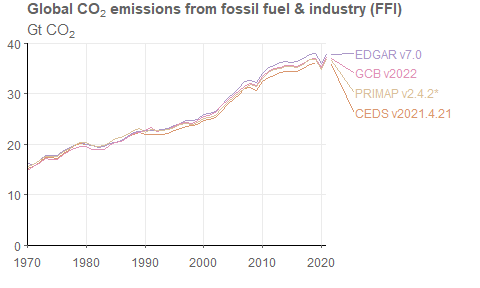 Global CO₂ emissions from fossil fuel & industry (FFI)
Gt CO₂
40
EDGAR v7.0
GCB v2022
30
PRIMAP v2.4.2*
CEDS v2021.4.21
20
10
0
1970 1980 1990 2000 2010 2020